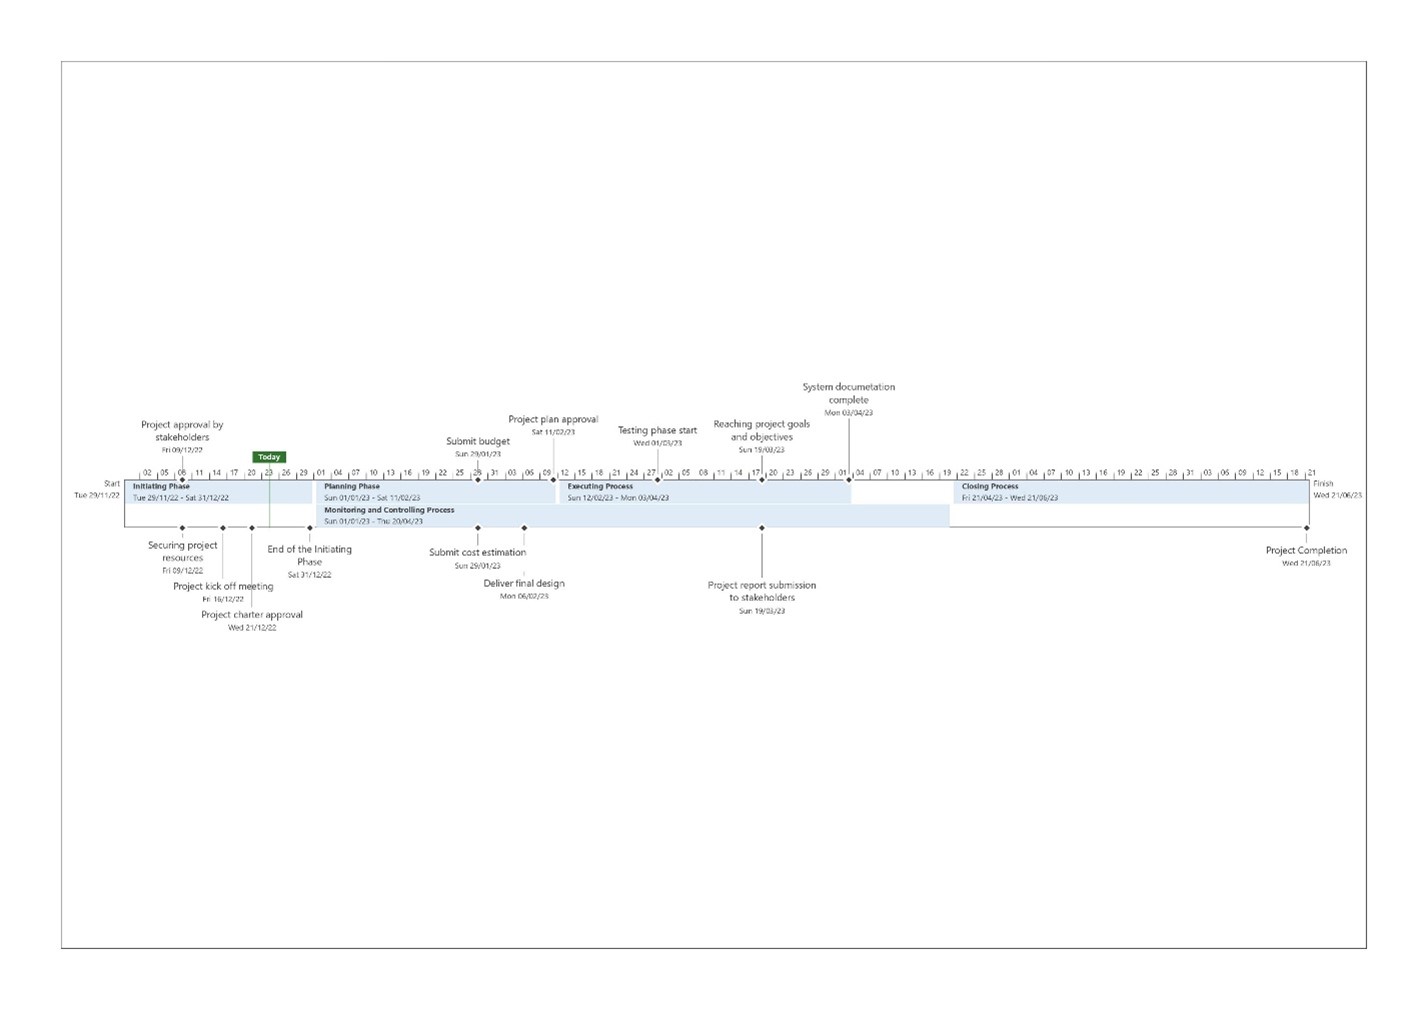 System documetation
complete
Mon 03/04/23
Project plan approval
Sat 11/02/23
Project approval by
stakeholders
Fri 09/12/22
Reaching project goals
and objectives
Sun 19/03/23
Testing phase start
Wed 01/03/23
Submit budget
Sun 29/01/23
Today
02 05 08 11 14 17 20 23 26 29 01 04 07 10 13 16 19 22 25 28 31 03 06 09 12 15 18 21 24 27 02 05 08 11 14 17 20 23 26 29 01 04 07 10 13 16 19 22 25 28 01 04 07 10 13 16 19 22 25 28 31 03 06 09 12 15 18 21
Start
Tue 29/11/22
Initiating Phase
Tue 29/11/22 - Sat 31/12/22
Planning Phase
Sun 01/01/23 - Sat 11/02/23
Executing Process
Sun 12/02/23 - Mon 03/04/23
Closing Process
Fri 21/04/23 - Wed 21/06/23
Finish
Wed 21/06/23
Monitoring and Controlling Process
Sun 01/01/23 - Thu 20/04/23
Securing project
resources
Fri 09/12/22
End of the Initiating
Phase
Sat 31/12/22
Submit cost estimation
Sun 29/01/23
Project Completion
Wed 21/06/23
Project kick off meeting
Fri 16/12/22
Deliver final design
Mon 06/02/23
Project report submission
to stakeholders
Sun 19/03/23
Project charter approval
Wed 21/12/22